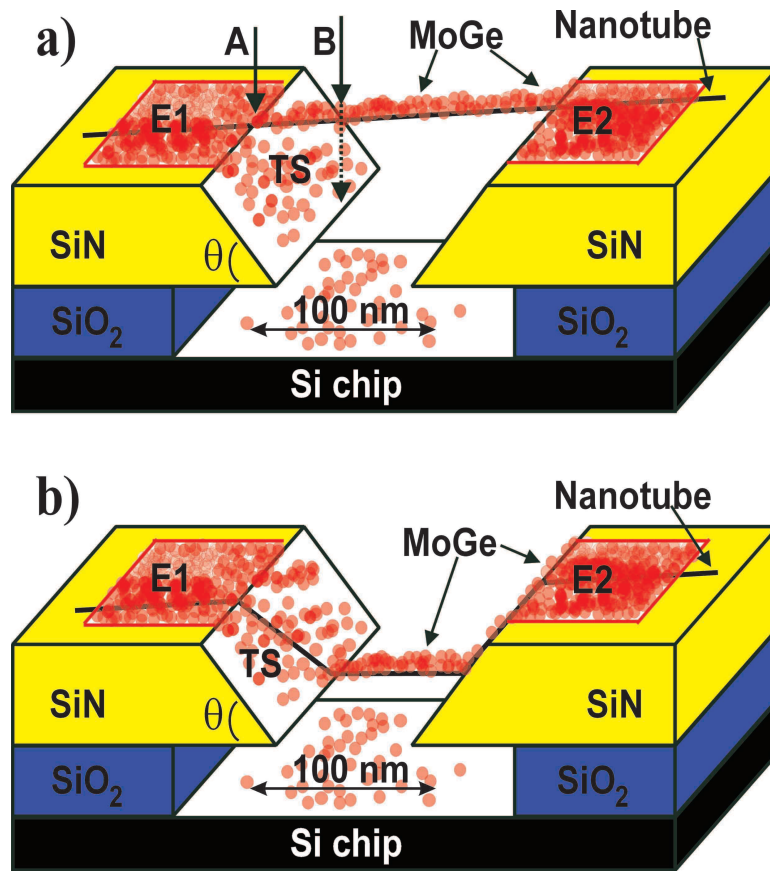 a)
A
B
MoGe
Nanotube
E1
E2
TS
SiN
θ
SiN
SiO₂
100 nm
SiO₂
Si chip
b)
Nanotube
MoGe
E1
E2
TS
SiN
θ
SiN
SiO₂
100 nm
SiO₂
Si chip